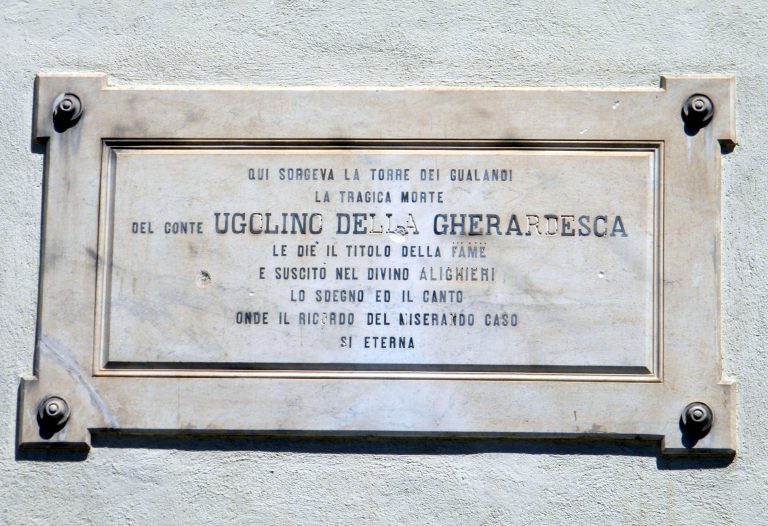 QUI SORGEVA LA TORRE DEI GUALANDI
LA TRAGICA MORTE
DEL CONTE UGOLINO DELLA GHERARDESCA
LE DIE' IL TITOLO DELLA FAME
E SUSCITÒ NEL DIVINO ALIGHIERI
LO SDEGNO ED IL CANTO
ONDE IL RICORDO DEL MISERANDO CASO
SI ETERNA